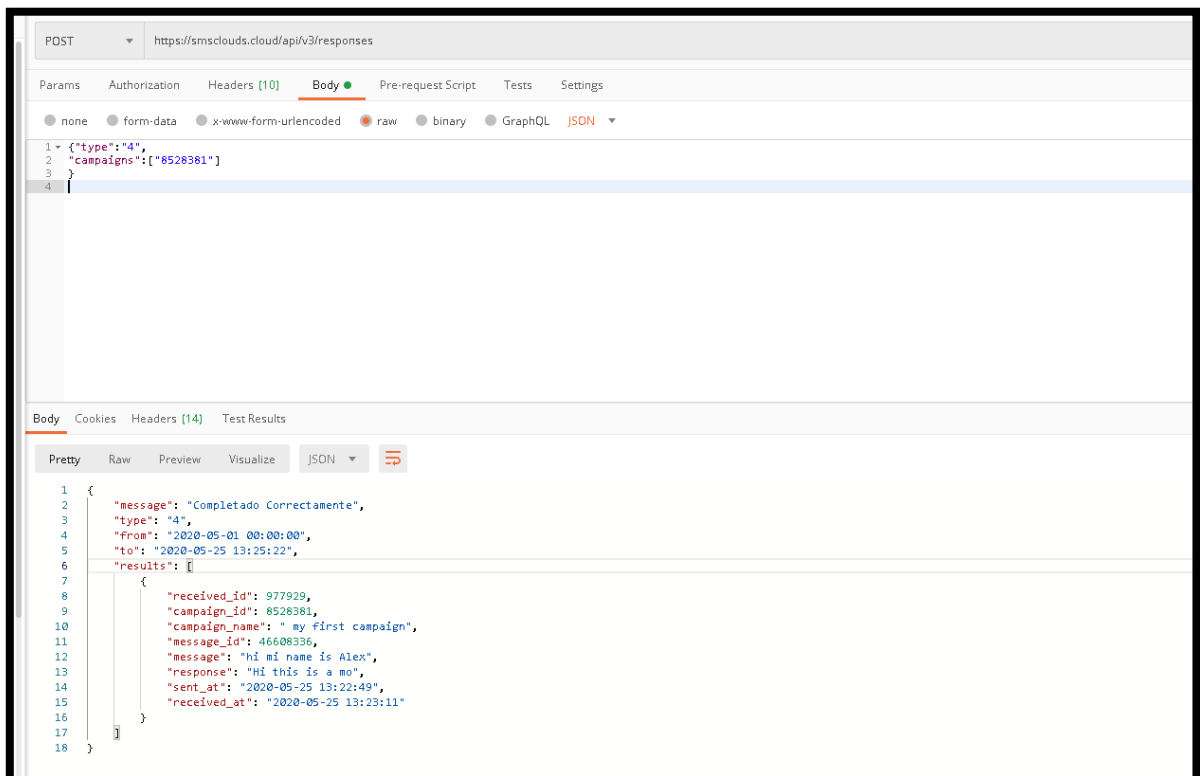 POST https://smsclouds.cloud/api/v3/responses
Params Authorization Headers [10] Body Pre-request Script Tests Settings
none form-data x-www-form-urlencoded raw binary GraphQL JSON
1 {"type":"4",
2 "campaigns":["8528381"]
3 }
4
Body Cookies Headers [14] Test Results
Pretty Raw Preview Visualize JSON
1 {
2 "message": "Completado Correctamente",
3 "type": "4",
4 "from": "2020-05-01 00:00:00",
5 "to": "2020-05-25 13:25:22",
6 "results": [
7 {
8 "received_id": 977929,
9 "campaign_id": 8528381,
10 "campaign_name": " my first campaign",
11 "message_id": 46608336,
12 "message": "hi mi name is Alex",
13 "response": "Hi this is a mo",
14 "sent_at": "2020-05-25 13:22:49",
15 "received_at": "2020-05-25 13:23:11"
16 }
17 ]
18 }